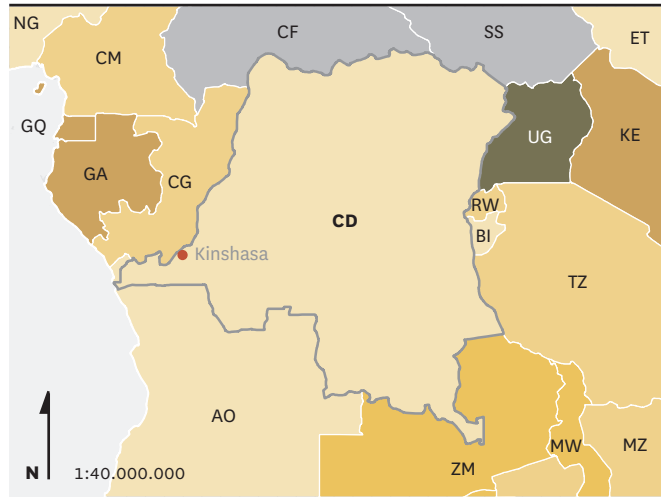 NG
CM
CF
SS
ET
GQ
GA
CG
UG
KE
RW
CD
BI
Kinshasa
TZ
AO
MW
MZ
ZM
N 1:40.000.000